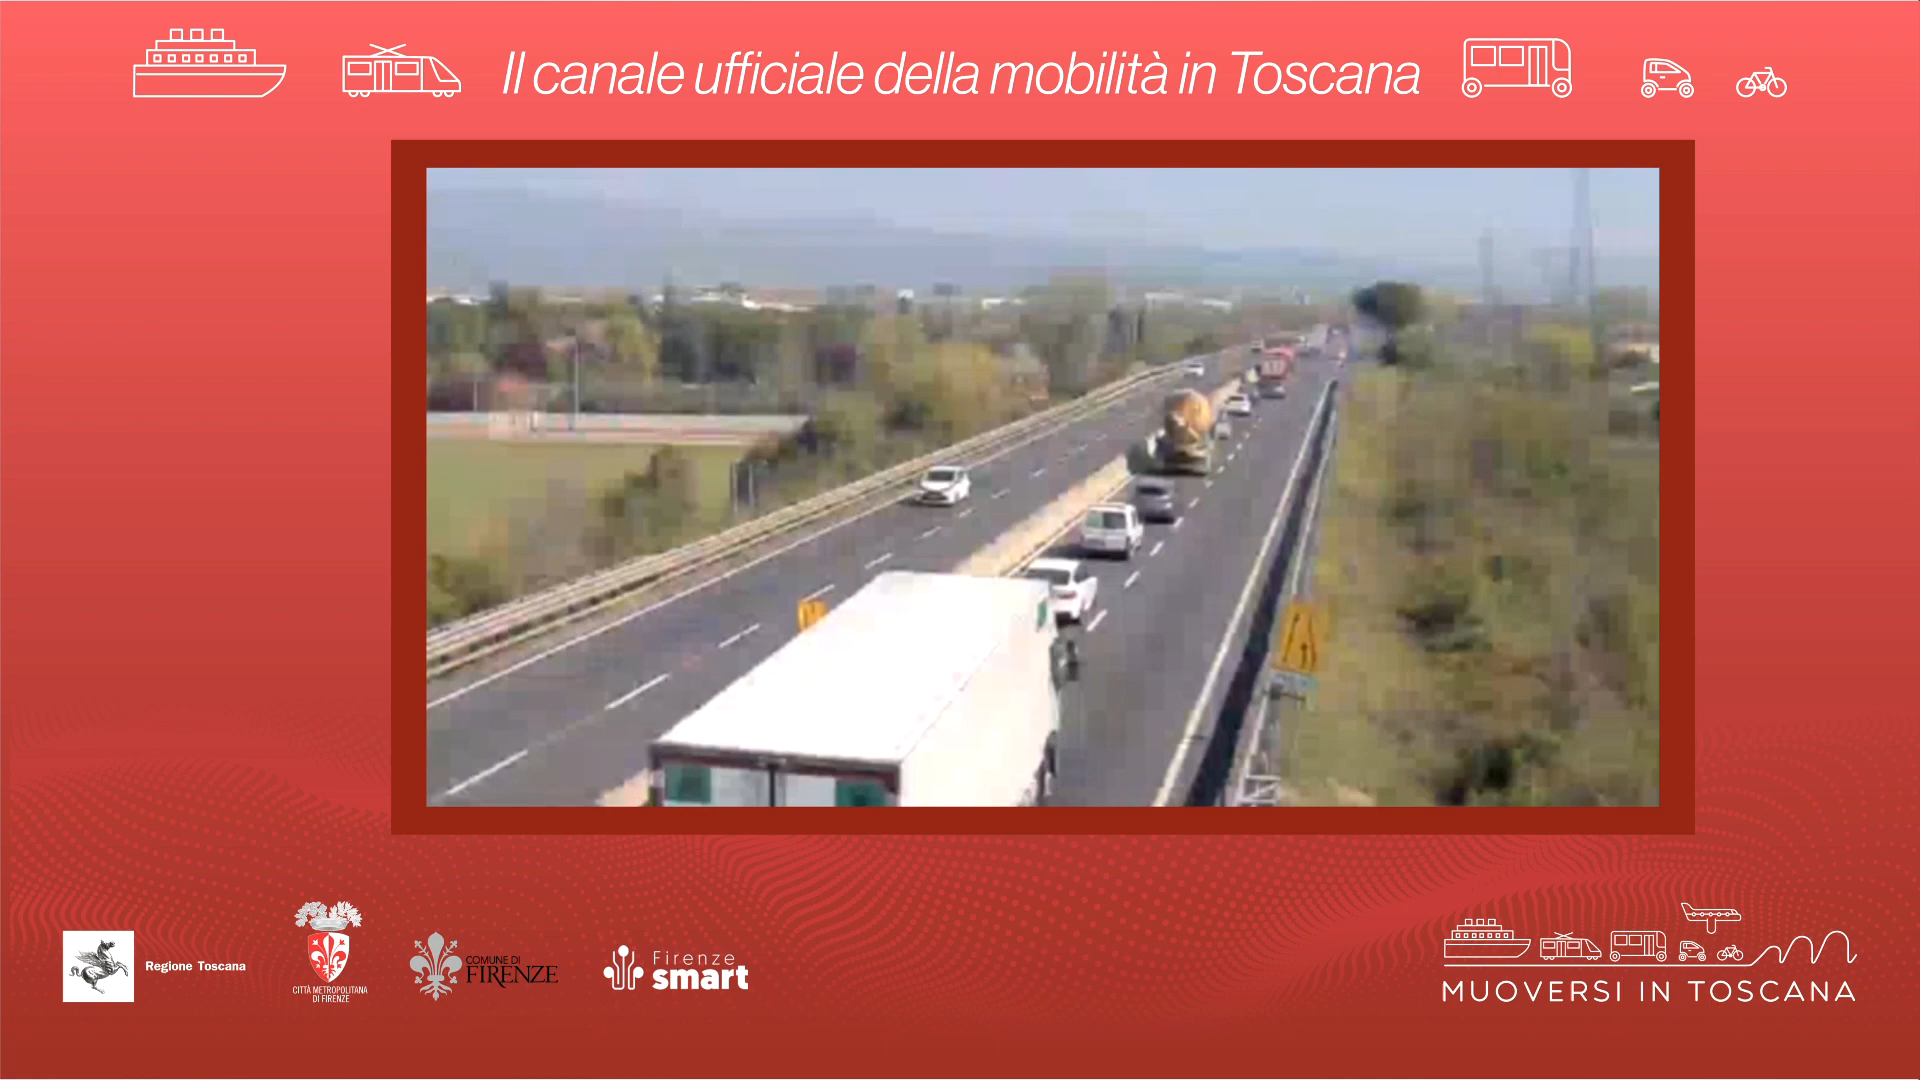 Il canale ufficiale della mobilità in Toscana
Regione Toscana
CITTÀ METROPOLITANA
DI FIRENZE
COMUNE DI
FIRENZE
Firenze
smart
MUOVERSI IN TOSCANA